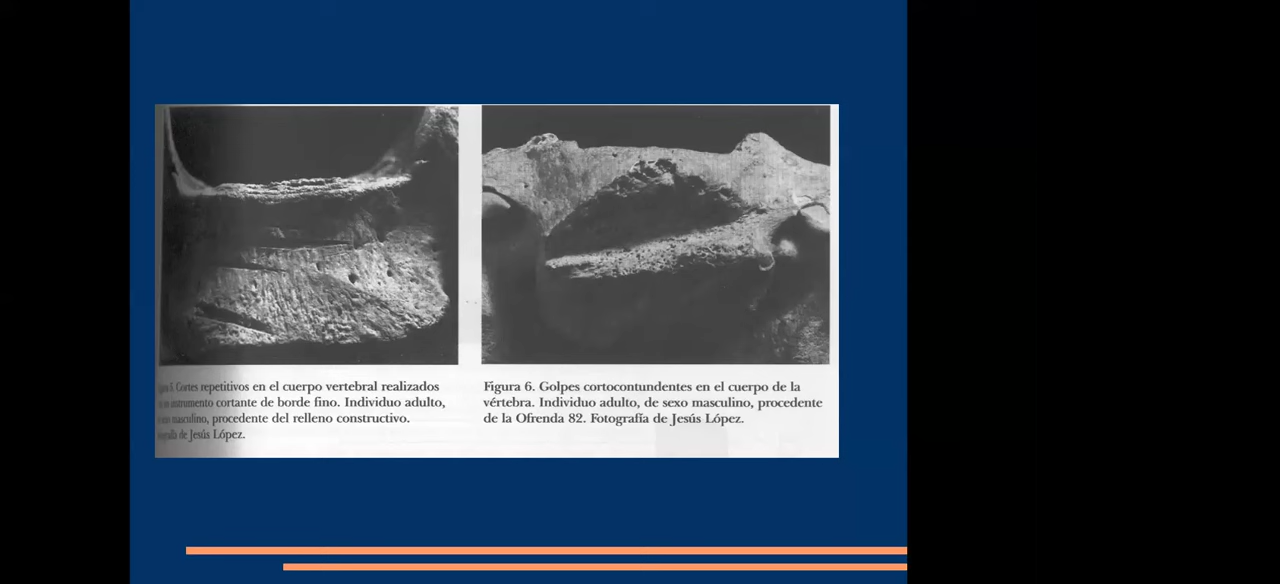 Cortes repetitivos en el cuerpo vertebral realizados
instrumento cortante de borde fino. Individuo adulto,
masculino, procedente del relleno constructivo.
de Jesús López.
Figura 6. Golpes cortocontundentes en el cuerpo de la
vértebra. Individuo adulto, de sexo masculino, procedente
de la Ofrenda 82. Fotografía de Jesús López.